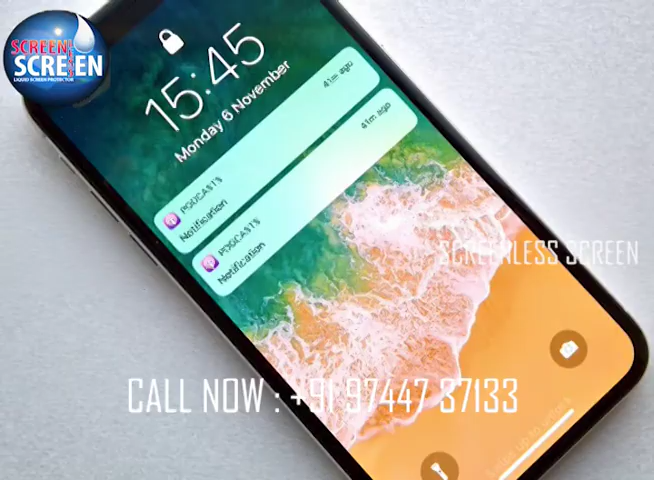 SCREENLESS
SCREEN
LIQUID SCREEN PROTECTOR
15:45
Monday 6 November
PODCASTS
41m ago
Notification
PODCASTS
41m ago
Notification
SCREENLESS SCREEN
CALL NOW : +91 97447 37133